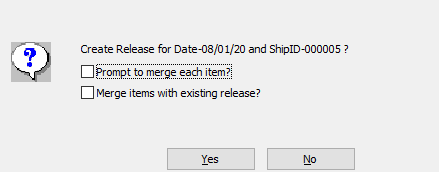 Create Release for Date-08/01/20 and ShipID-000005 ?
Prompt to merge each item?
Merge items with existing release?
Yes No